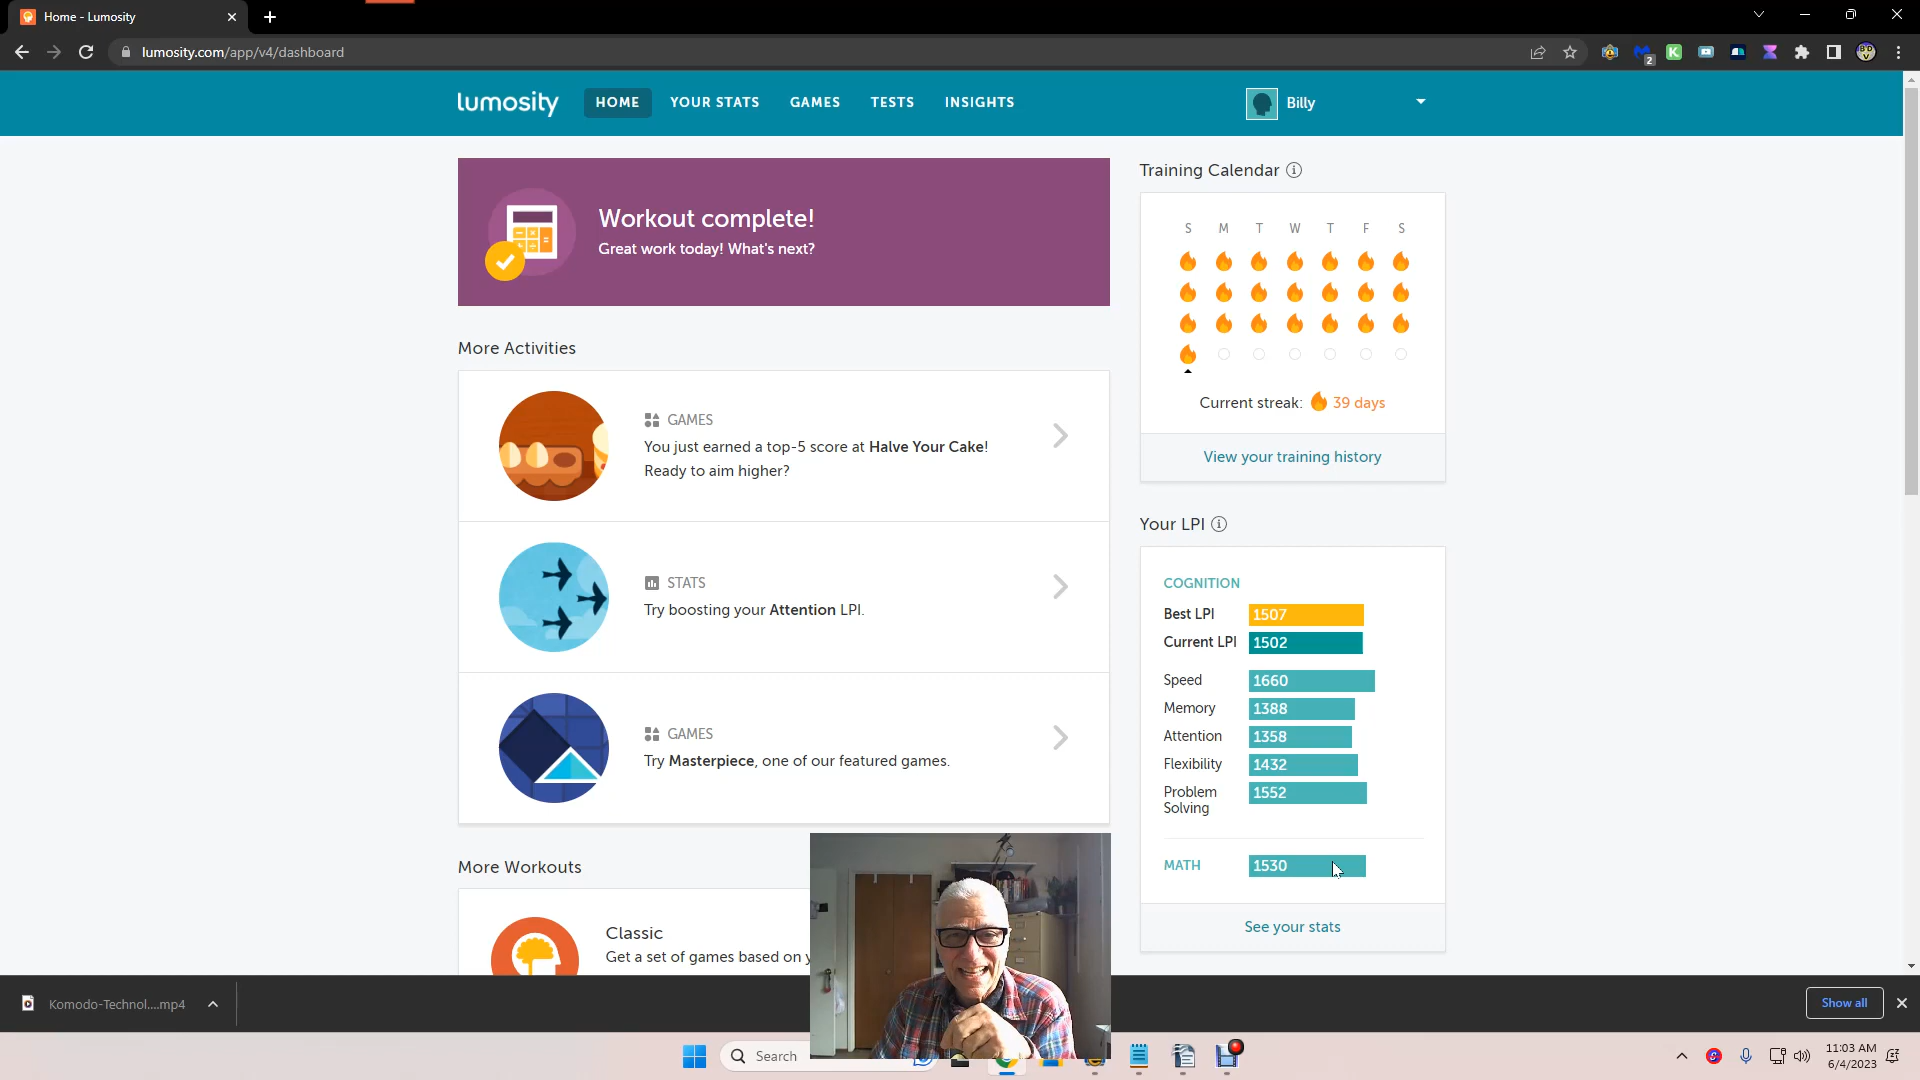 Home - Lumosity
lumosity.com/app/v4/dashboard
2
lumosity
HOME
YOUR STATS
GAMES
TESTS
INSIGHTS
Billy
Workout complete!
Great work today! What's next?
More Activities
GAMES
You just earned a top-5 score at Halve Your Cake!
Ready to aim higher?
STATS
Try boosting your Attention LPI.
GAMES
Try Masterpiece, one of our featured games.
More Workouts
Classic
Get a set of games based on
Training Calendar
S M T W T F S
Current streak: 39 days
View your training history
Your LPI
COGNITION
Best LPI 1507
Current LPI 1502
Speed 1660
Memory 1388
Attention 1358
Flexibility 1432
Problem
Solving 1552
MATH 1530
See your stats
Komodo-Technol....mp4
Show all
Search
11:03 AM
6/4/2023